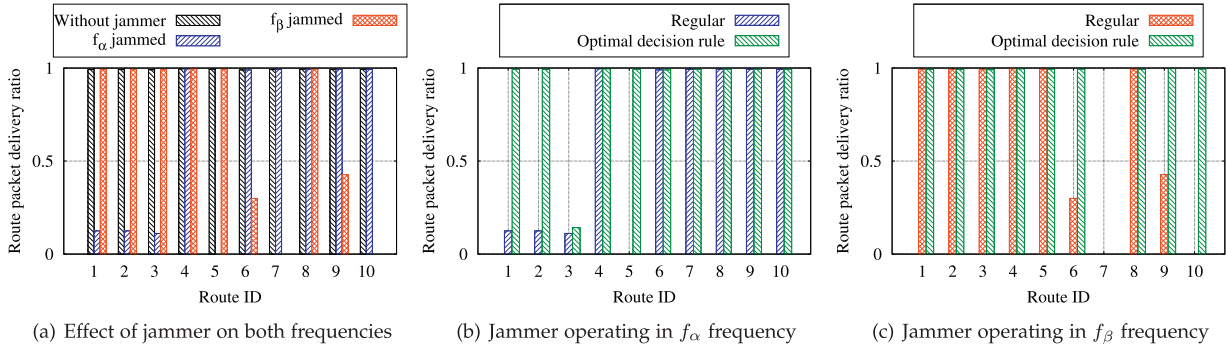 Without jammer
f_α jammed
f_β jammed
Route packet delivery ratio
1
0.5
0
1 2 3 4 5 6 7 8 9 10
Route ID
(a) Effect of jammer on both frequencies
Regular
Optimal decision rule
Route packet delivery ratio
1
0.5
0
1 2 3 4 5 6 7 8 9 10
Route ID
(b) Jammer operating in f_α frequency
Regular
Optimal decision rule
Route packet delivery ratio
1
0.5
0
1 2 3 4 5 6 7 8 9 10
Route ID
(c) Jammer operating in f_β frequency